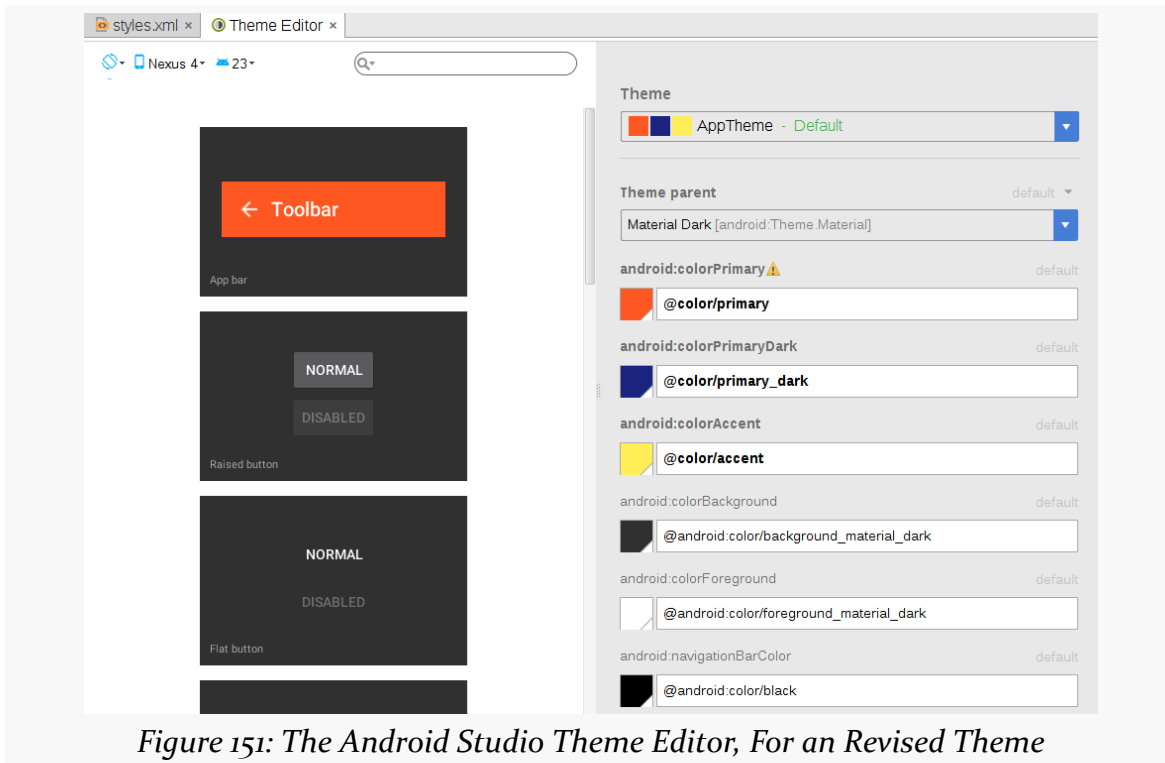 styles.xml ×
Theme Editor ×
Nexus 4
23
Theme
AppTheme - Default
Theme parent
default
Material Dark [android:Theme.Material]
android:colorPrimary
default
@color/primary
android:colorPrimaryDark
default
@color/primary_dark
android:colorAccent
default
@color/accent
android:colorBackground
default
@android:color/background_material_dark
android:colorForeground
default
@android:color/foreground_material_dark
android:navigationBarColor
default
@android:color/black
Toolbar
App bar
NORMAL
DISABLED
Raised button
NORMAL
DISABLED
Flat button
Figure 151: The Android Studio Theme Editor, For an Revised Theme